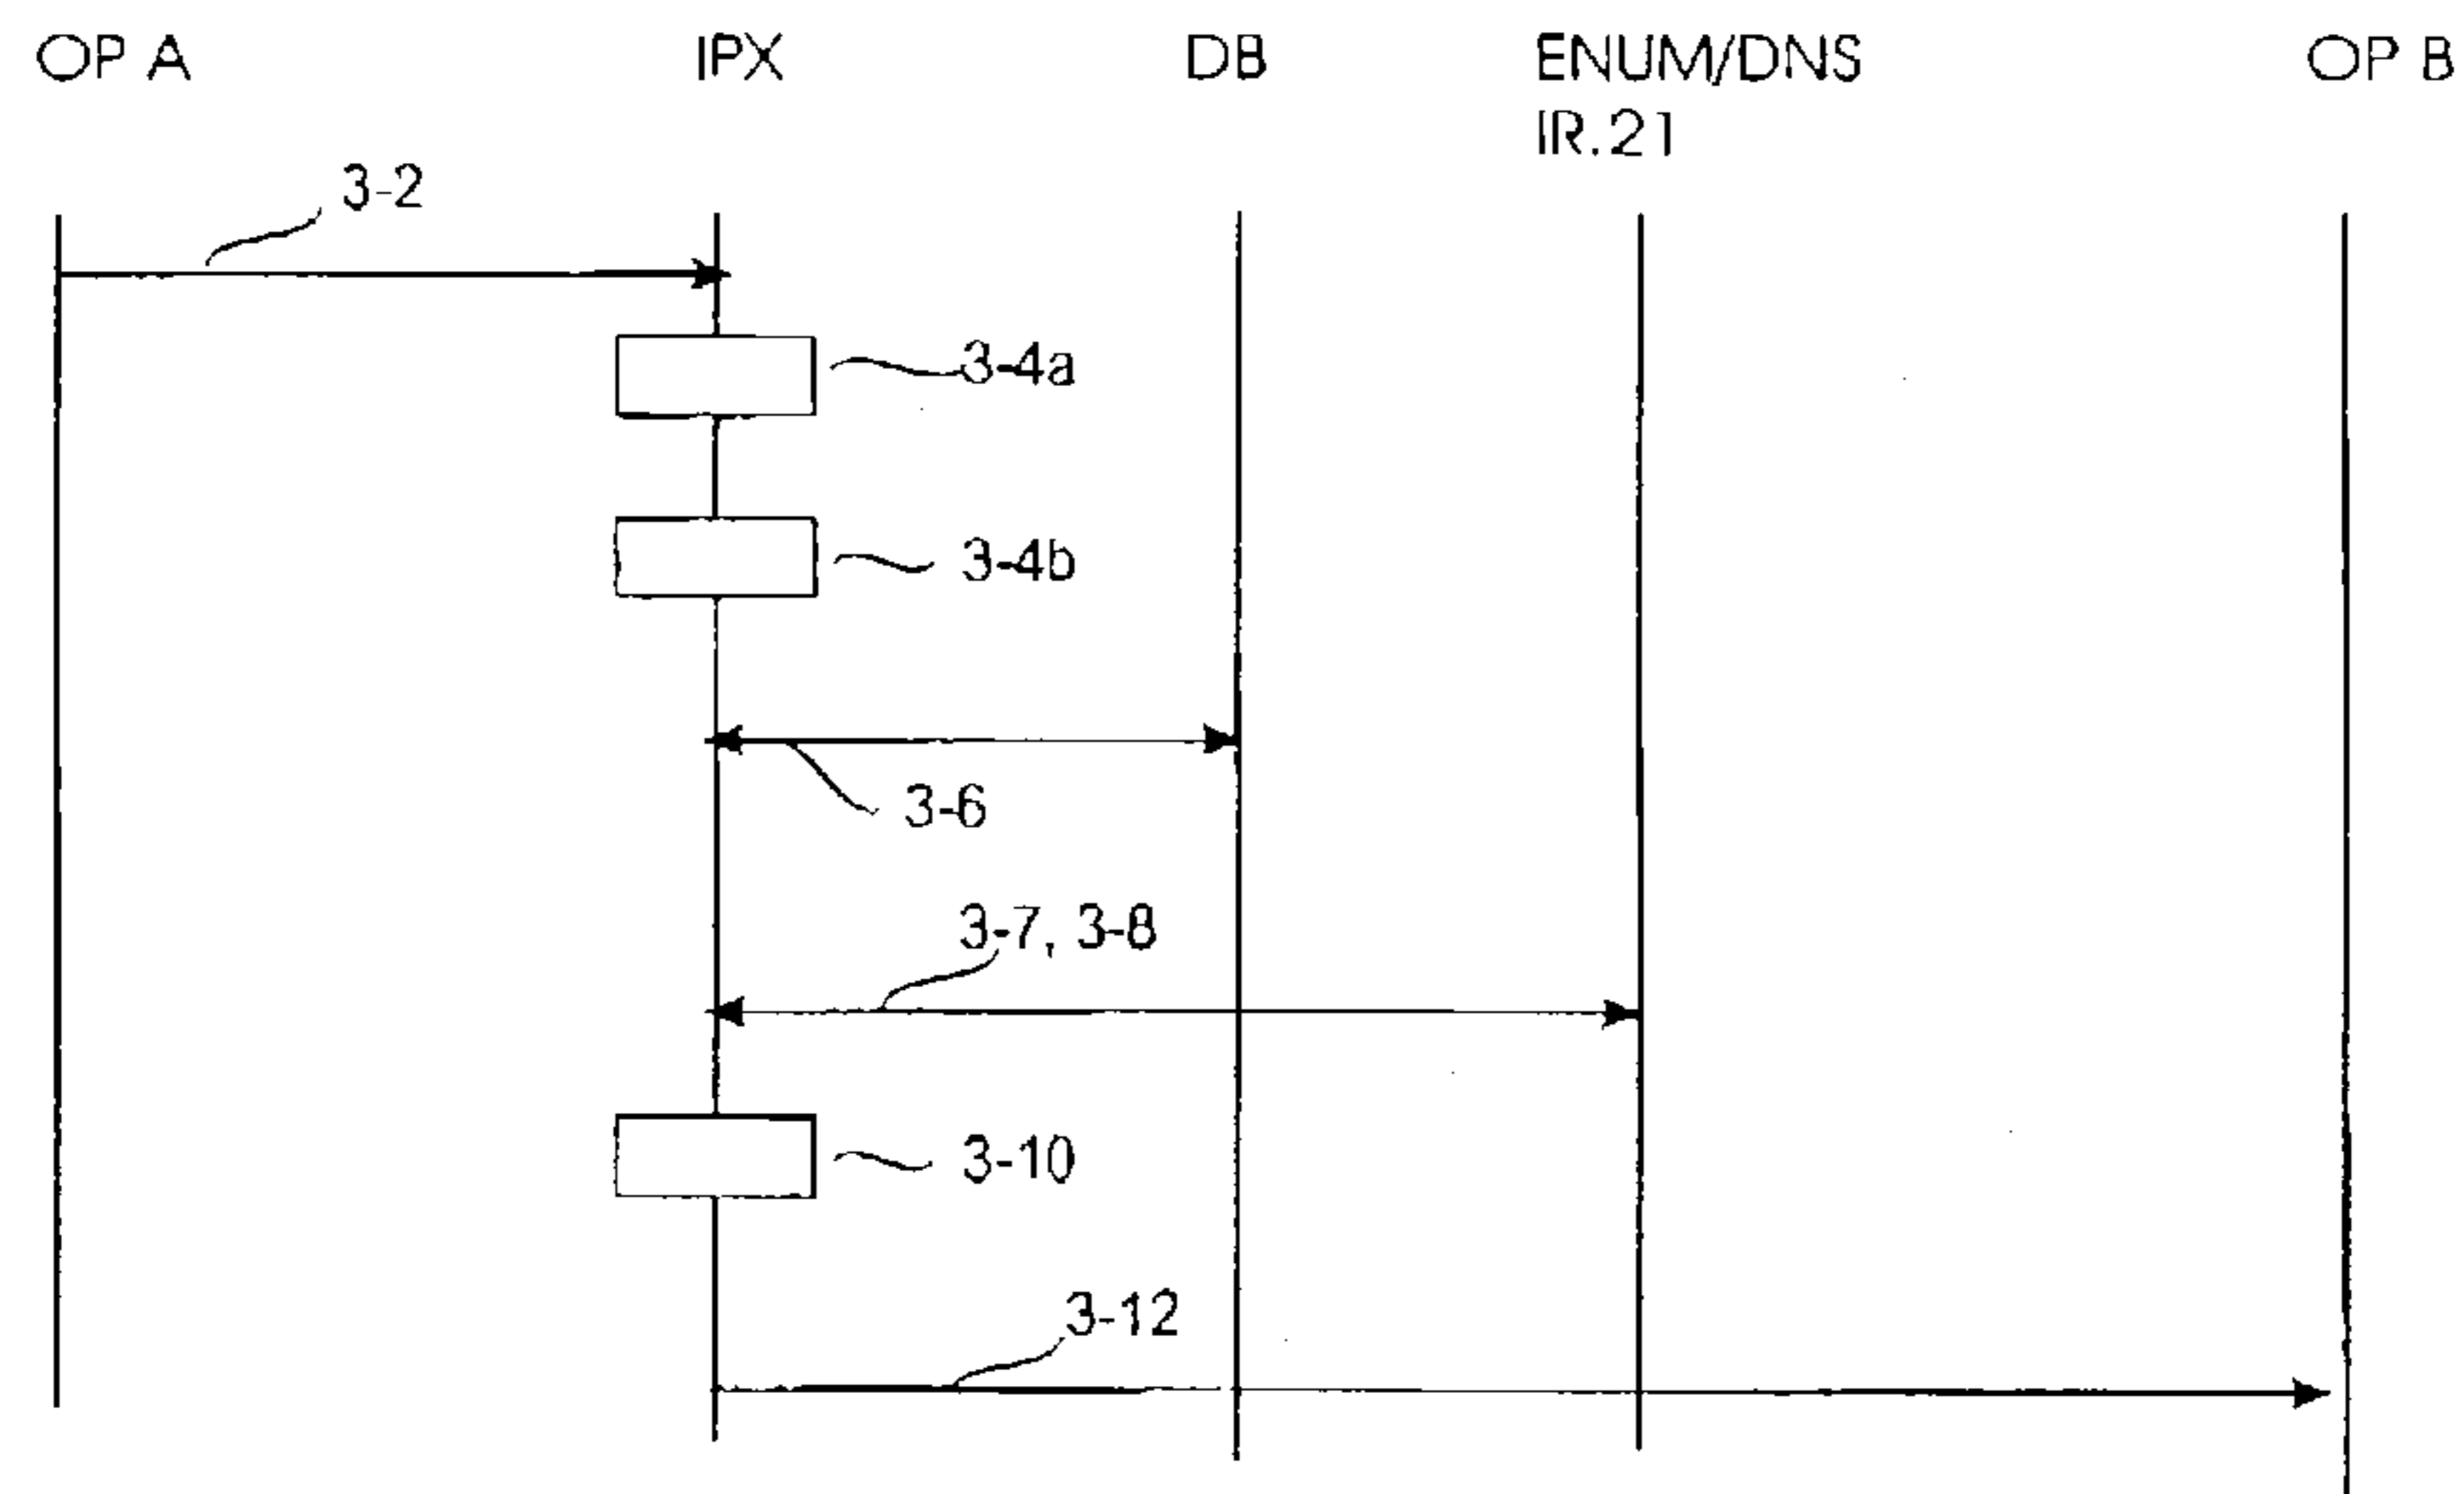 OP A
IPX
DB
ENUM/DNS
IR.21
OP B
3-2
3-4a
3-4b
3-6
3-7, 3-8
3-10
3-12